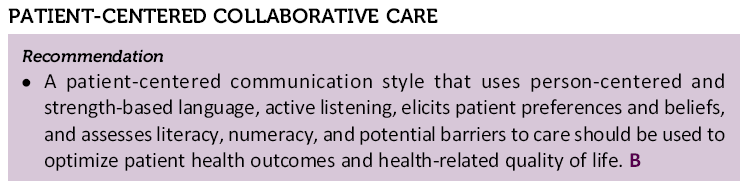 PATIENT-CENTERED COLLABORATIVE CARE
Recommendation
• A patient-centered communication style that uses person-centered and
strength-based language, active listening, elicits patient preferences and beliefs,
and assesses literacy, numeracy, and potential barriers to care should be used to
optimize patient health outcomes and health-related quality of life. B